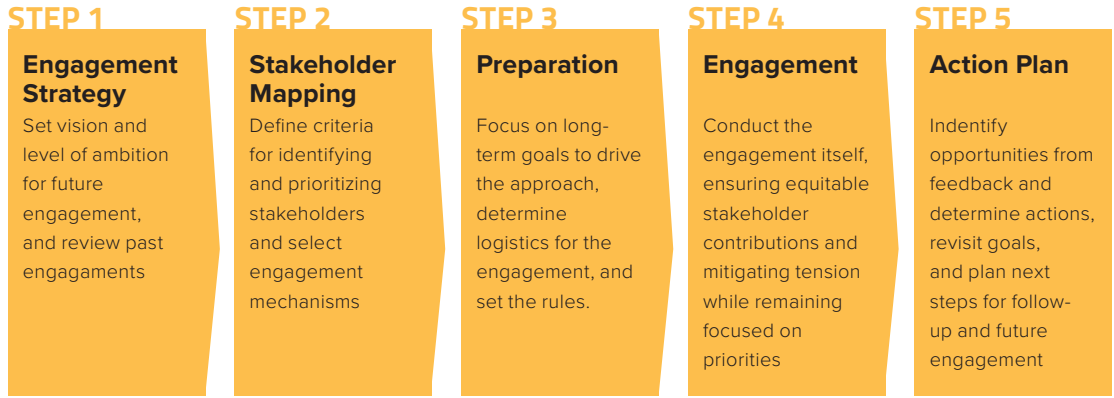 STEP 1
Engagement
Strategy
Set vision and
level of ambition
for future
engagement,
and review past
engagaments
STEP 2
Stakeholder
Mapping
Define criteria
for identifying
and prioritizing
stakeholders
and select
engagement
mechanisms
STEP 3
Preparation
Focus on long-
term goals to drive
the approach,
determine
logistics for the
engagement, and
set the rules.
STEP 4
Engagement
Conduct the
engagement itself,
ensuring equitable
stakeholder
contributions and
mitigating tension
while remaining
focused on
priorities
STEP 5
Action Plan
Indentify
opportunities from
feedback and
determine actions,
revisit goals,
and plan next
steps for follow-
up and future
engagement